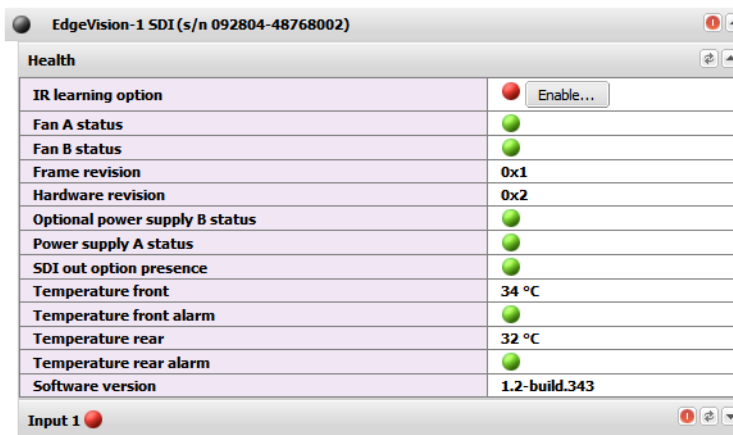 EdgeVision-1 SDI (s/n 092804-48768002)
Health
IR learning option Enable...
Fan A status
Fan B status
Frame revision 0x1
Hardware revision 0x2
Optional power supply B status
Power supply A status
SDI out option presence
Temperature front 34 °C
Temperature front alarm
Temperature rear 32 °C
Temperature rear alarm
Software version 1.2-build.343
Input 1